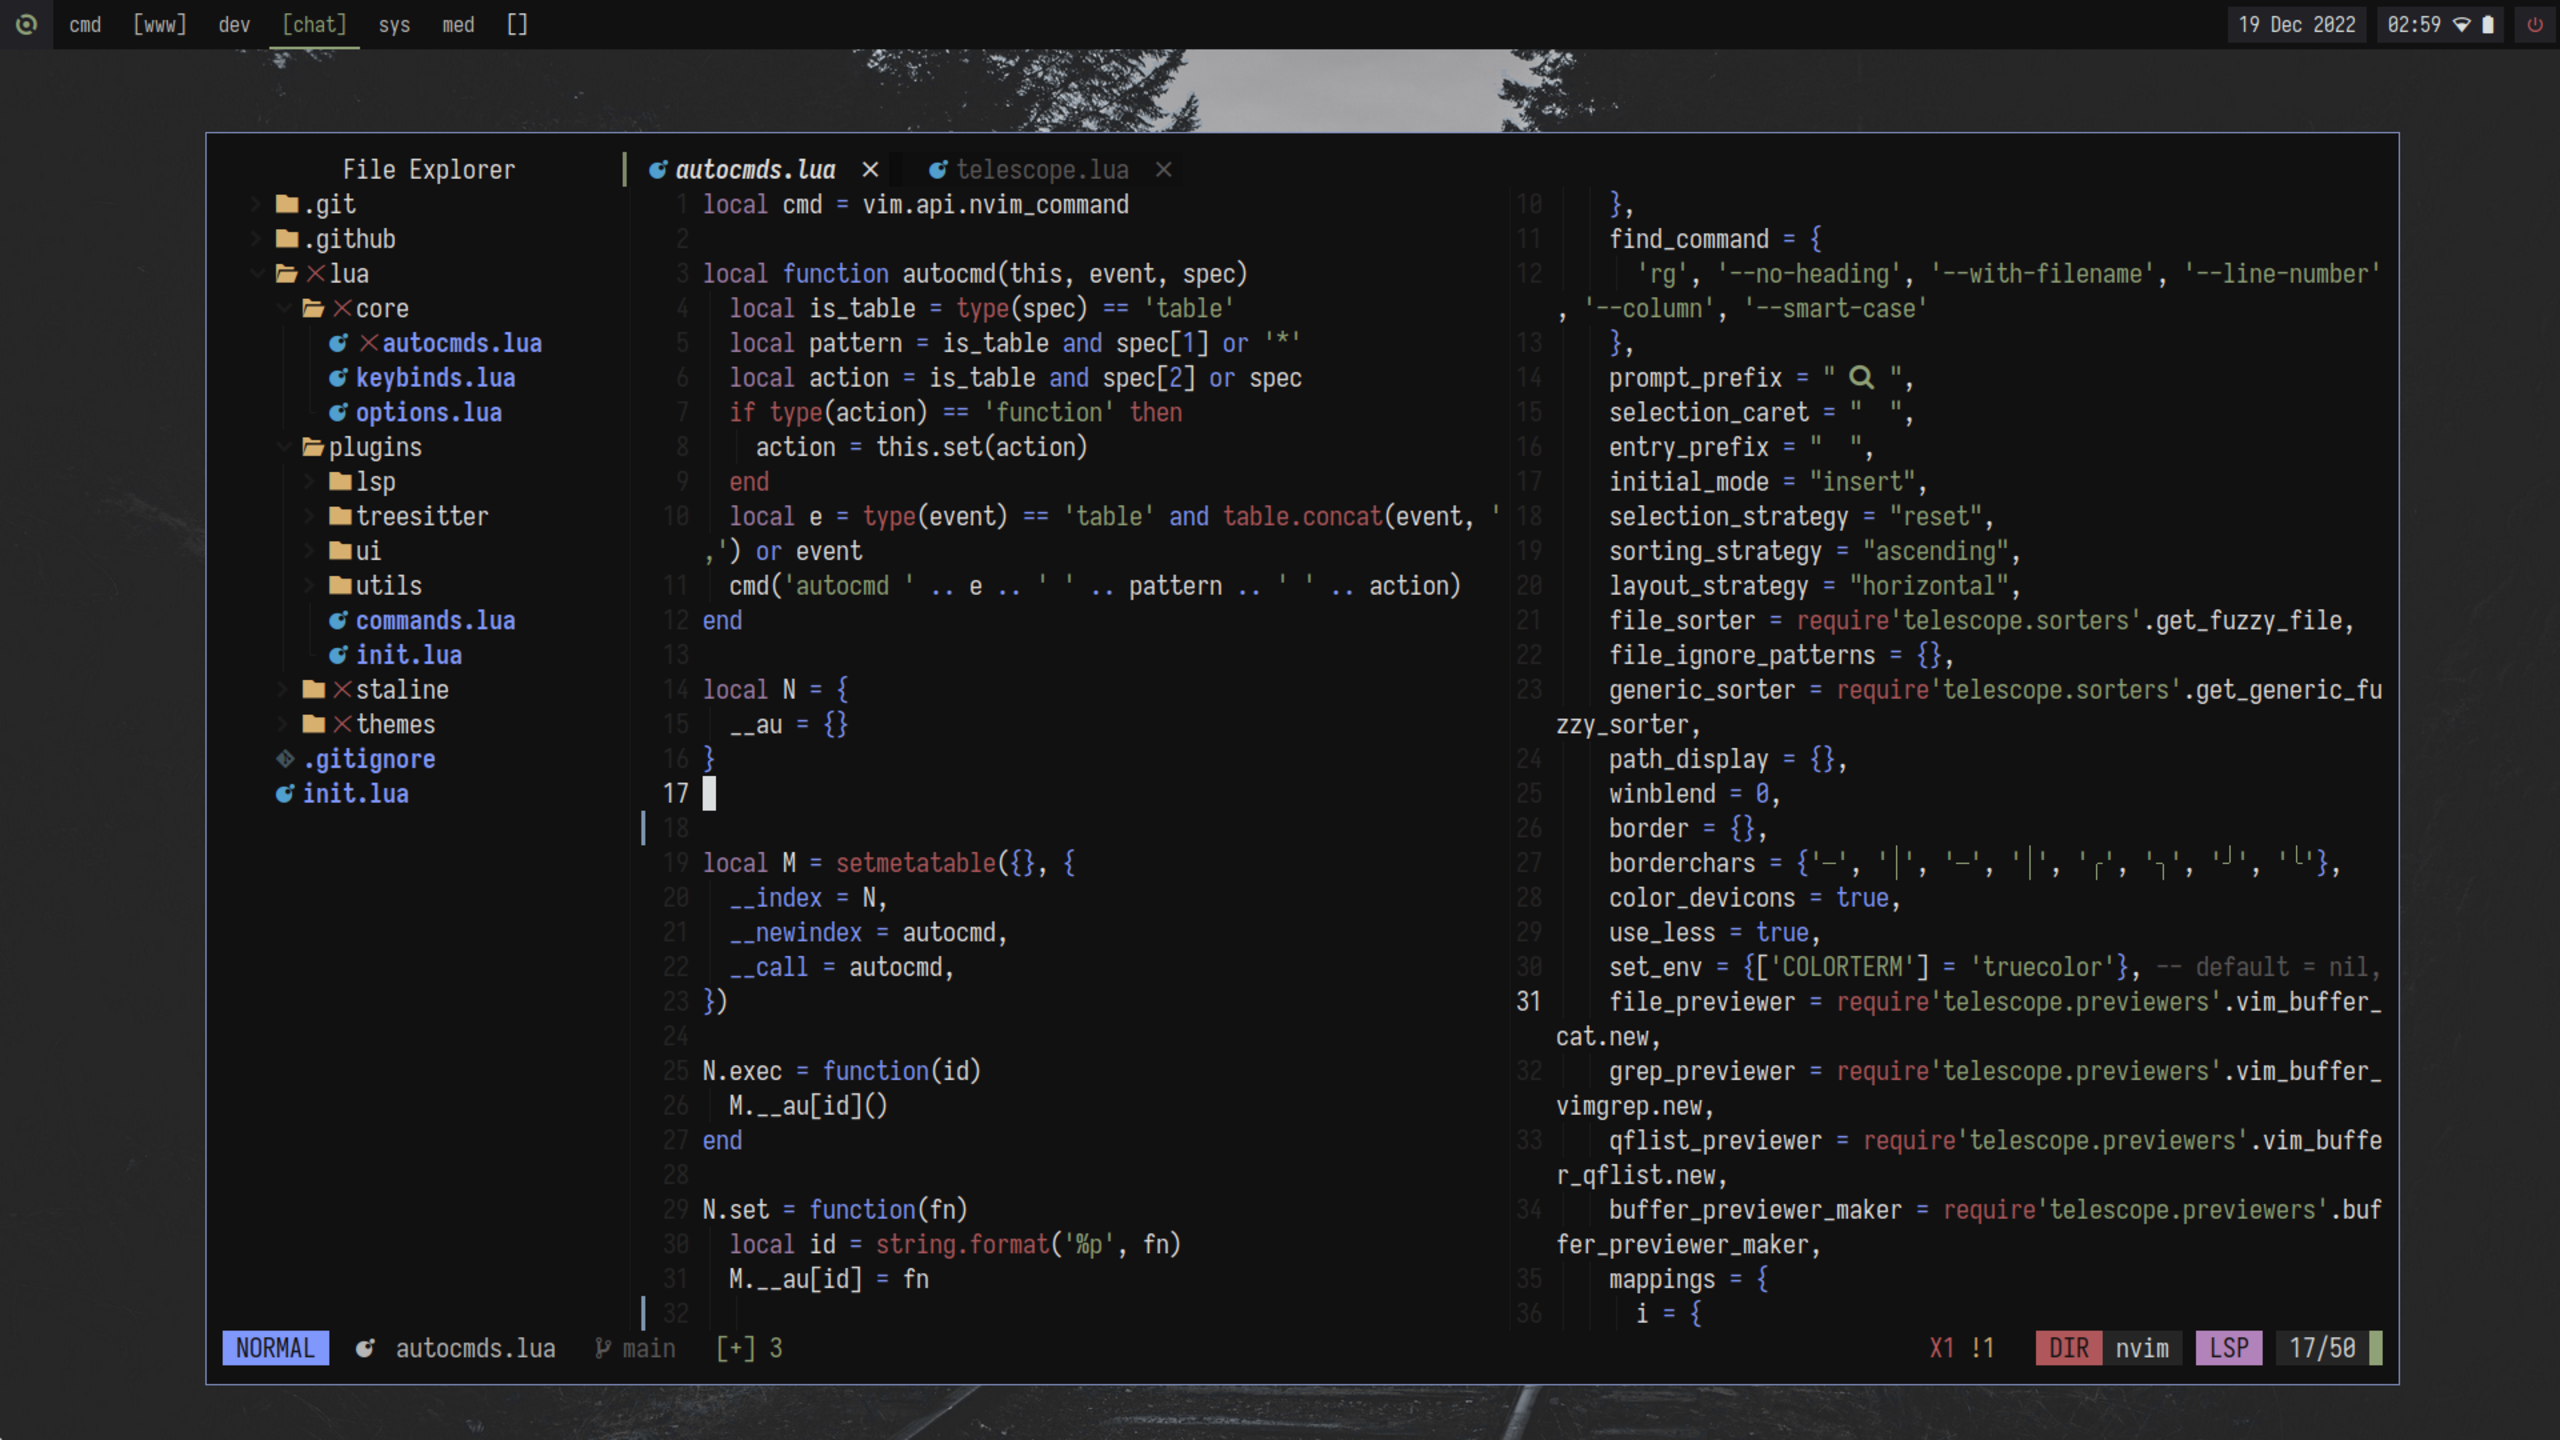 cmd [www] dev [chat] sys med []
19 Dec 2022 02:59
File Explorer
.git
.github
lua
core
autocmds.lua
keybinds.lua
options.lua
plugins
lsp
treesitter
ui
utils
commands.lua
init.lua
staline
themes
.gitignore
init.lua
autocmds.lua × telescope.lua ×
1 local cmd = vim.api.nvim_command
2
3 local function autocmd(this, event, spec)
4 local is_table = type(spec) == 'table'
5 local pattern = is_table and spec[1] or '*'
6 local action = is_table and spec[2] or spec
7 if type(action) == 'function' then
8 action = this.set(action)
9 end
10 local e = type(event) == 'table' and table.concat(event, '
,') or event
11 cmd('autocmd ' .. e .. ' ' .. pattern .. ' ' .. action)
12 end
13
14 local N = {
15 __au = {}
16 }
17
18
19 local M = setmetatable({}, {
20 __index = N,
21 __newindex = autocmd,
22 __call = autocmd,
23 })
24
25 N.exec = function(id)
26 M.__au[id]()
27 end
28
29 N.set = function(fn)
30 local id = string.format('%p', fn)
31 M.__au[id] = fn
32
10 },
11 find_command = {
12 'rg', '--no-heading', '--with-filename', '--line-number'
, '--column', '--smart-case'
13 },
14 prompt_prefix = "  ",
15 selection_caret = "  ",
16 entry_prefix = "  ",
17 initial_mode = "insert",
18 selection_strategy = "reset",
19 sorting_strategy = "ascending",
20 layout_strategy = "horizontal",
21 file_sorter = require'telescope.sorters'.get_fuzzy_file,
22 file_ignore_patterns = {},
23 generic_sorter = require'telescope.sorters'.get_generic_fu
zzy_sorter,
24 path_display = {},
25 winblend = 0,
26 border = {},
27 borderchars = {'─', '│', '─', '│', '╭', '╮', '╯', '╰'},
28 color_devicons = true,
29 use_less = true,
30 set_env = {['COLORTERM'] = 'truecolor'}, -- default = nil,
31 file_previewer = require'telescope.previewers'.vim_buffer_
cat.new,
32 grep_previewer = require'telescope.previewers'.vim_buffer_
vimgrep.new,
33 qflist_previewer = require'telescope.previewers'.vim_buffe
r_qflist.new,
34 buffer_previewer_maker = require'telescope.previewers'.buf
fer_previewer_maker,
35 mappings = {
36 i = {
NORMAL autocmds.lua main [+] 3 X1 !1 DIR nvim LSP 17/50